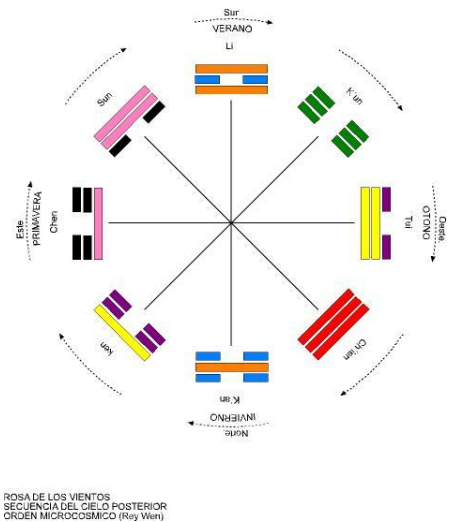 Sur
VERANO
Li
K'un
Oeste
OTOÑO
Tui
Ch'ien
K'an
INVIERNO
Norte.
ken
Este
PRIMAVERA
Chen
Sun
ROSA DE LOS VIENTOS
SECUENCIA DEL CIELO POSTERIOR
ORDEN MICROCOSMICO (Rey Wen)